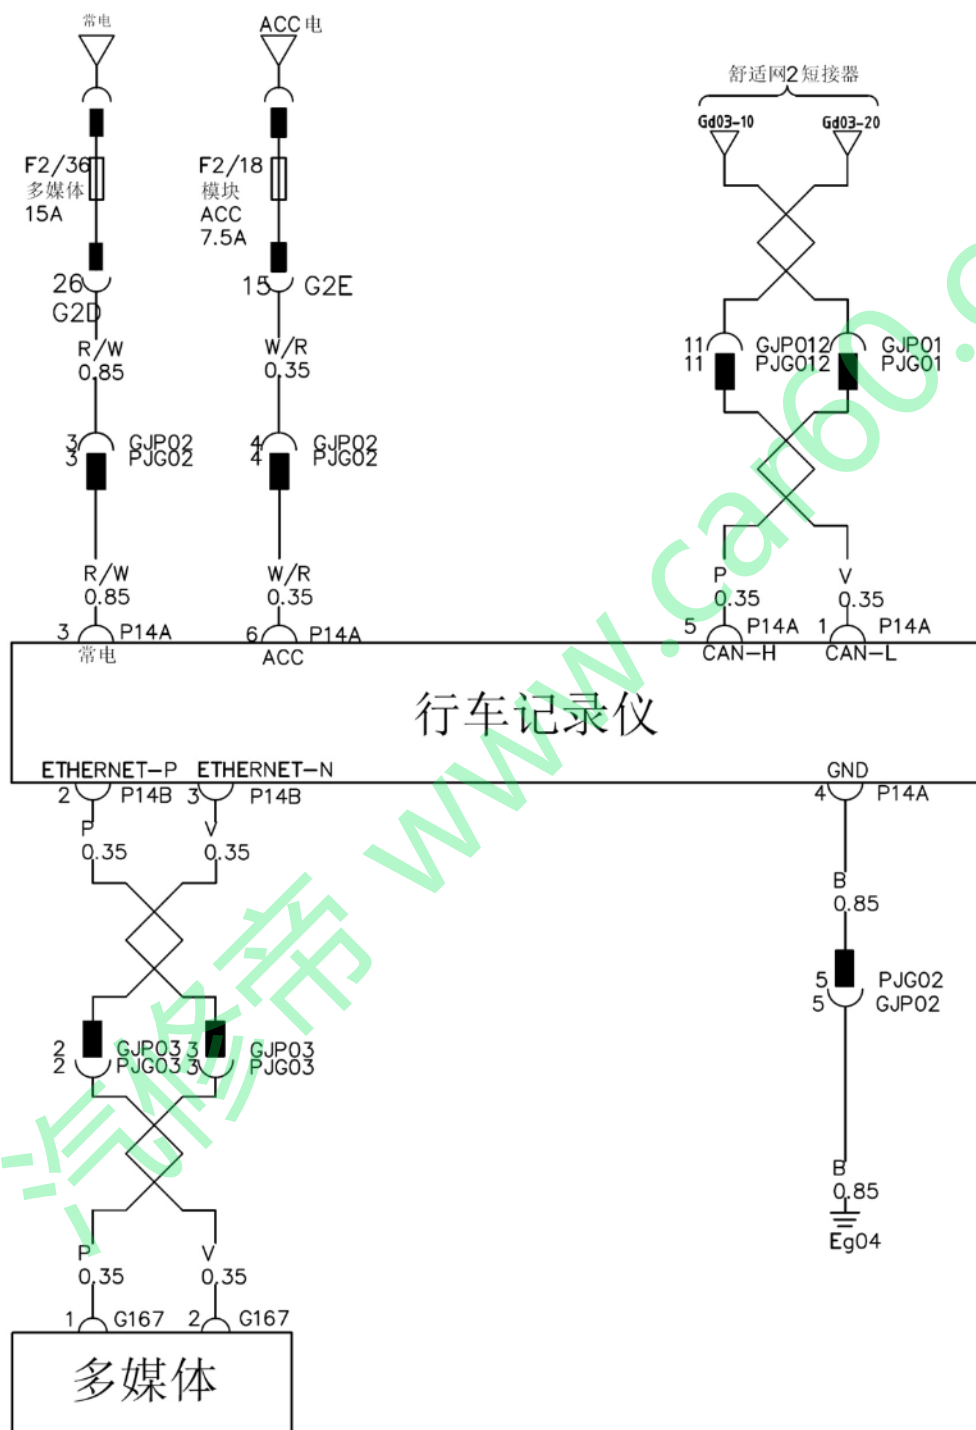 常电
ACC电
舒适网2短接器
Gd03-10
Gd03-20
F2/36
多媒体
15A
F2/18
模块
ACC
7.5A
26
G2D
15
G2E
R/W
0.85
W/R
0.35
11
GJP01
2
GJP01
11
PJG01
2
PJG01
3
GJP02
3
PJG02
4
GJP02
4
PJG02
R/W
0.85
W/R
0.35
P
0.35
V
0.35
3
P14A
6
P14A
5
P14A
1
P14A
常电
ACC
CAN-H
CAN-L
行车记录仪
ETHERNET-P
ETHERNET-N
GND
2
P14B
3
P14B
4
P14A
P
0.35
V
0.35
B
0.85
5
PJG02
5
GJP02
2
GJP03
3
GJP03
2
PJG03
3
PJG03
B
0.85
Eg04
P
0.35
V
0.35
1
G167
2
G167
多媒体
汽修帝 www.car60.c